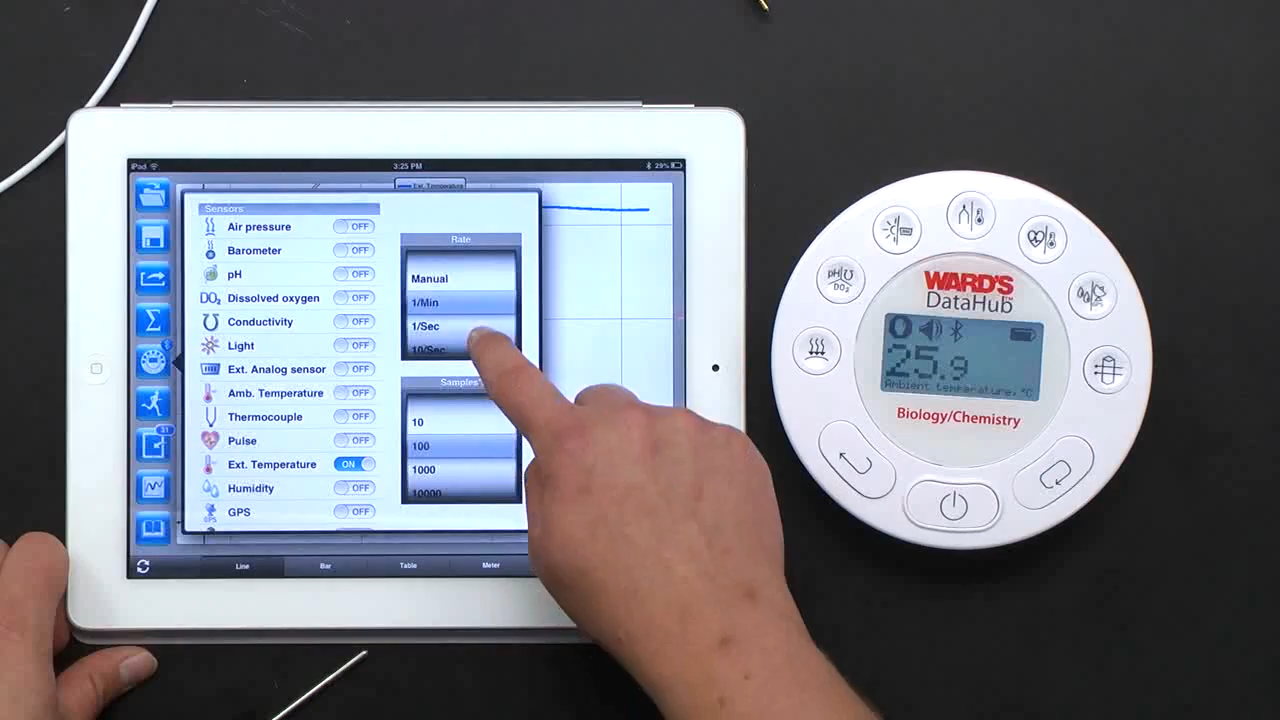 iPad
3:25 PM
29%
Ext. Temperature
Sensors
Air pressure OFF
Barometer OFF
pH OFF
DO2 Dissolved oxygen OFF
Conductivity OFF
Light OFF
Ext. Analog sensor OFF
Amb. Temperature OFF
Thermocouple OFF
Pulse OFF
Ext. Temperature ON
Humidity OFF
GPS OFF
Rate
Manual
1/Min
1/Sec
10/Sec
Samples
10
100
1000
10000
31
Line
Bar
Table
Meter
pH
DO2
GPS
WARD'S
DataHub
25.9
Ambient temperature, °C
Biology/Chemistry